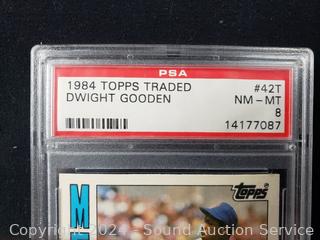 PSA
1984 TOPPS TRADED #42T
DWIGHT GOODEN NM - MT
8
14177087
topps
M
Copyright 2024 - Sound Auction Service